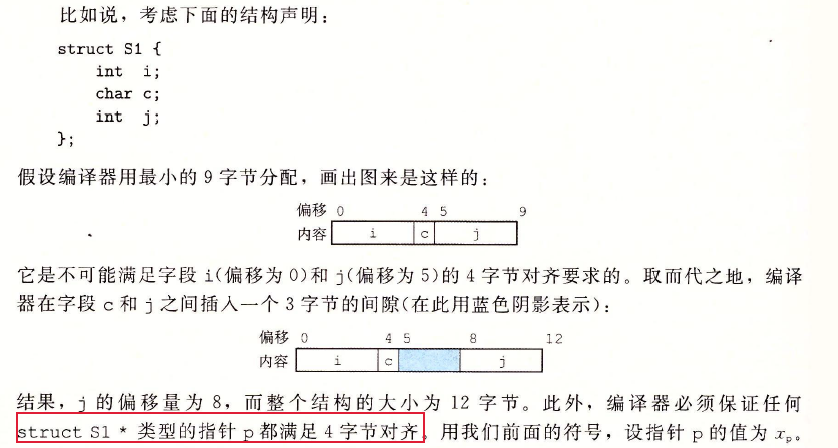 比如说，考虑下面的结构声明：
struct S1 {
int i;
char c;
int j;
};
假设编译器用最小的 9 字节分配，画出图来是这样的：
偏移 0 4 5 9
内容 i c j
它是不可能满足字段 i(偏移为 0)和 j(偏移为 5)的 4 字节对齐要求的。取而代之地，编译
器在字段 c 和 j 之间插入一个 3 字节的间隙(在此用蓝色阴影表示)：
偏移 0 4 5 8 12
内容 i c j
结果，j 的偏移量为 8，而整个结构的大小为 12 字节。此外，编译器必须保证任何
struct S1 * 类型的指针 p 都满足 4 字节对齐。用我们前面的符号，设指针 p 的值为 xp。